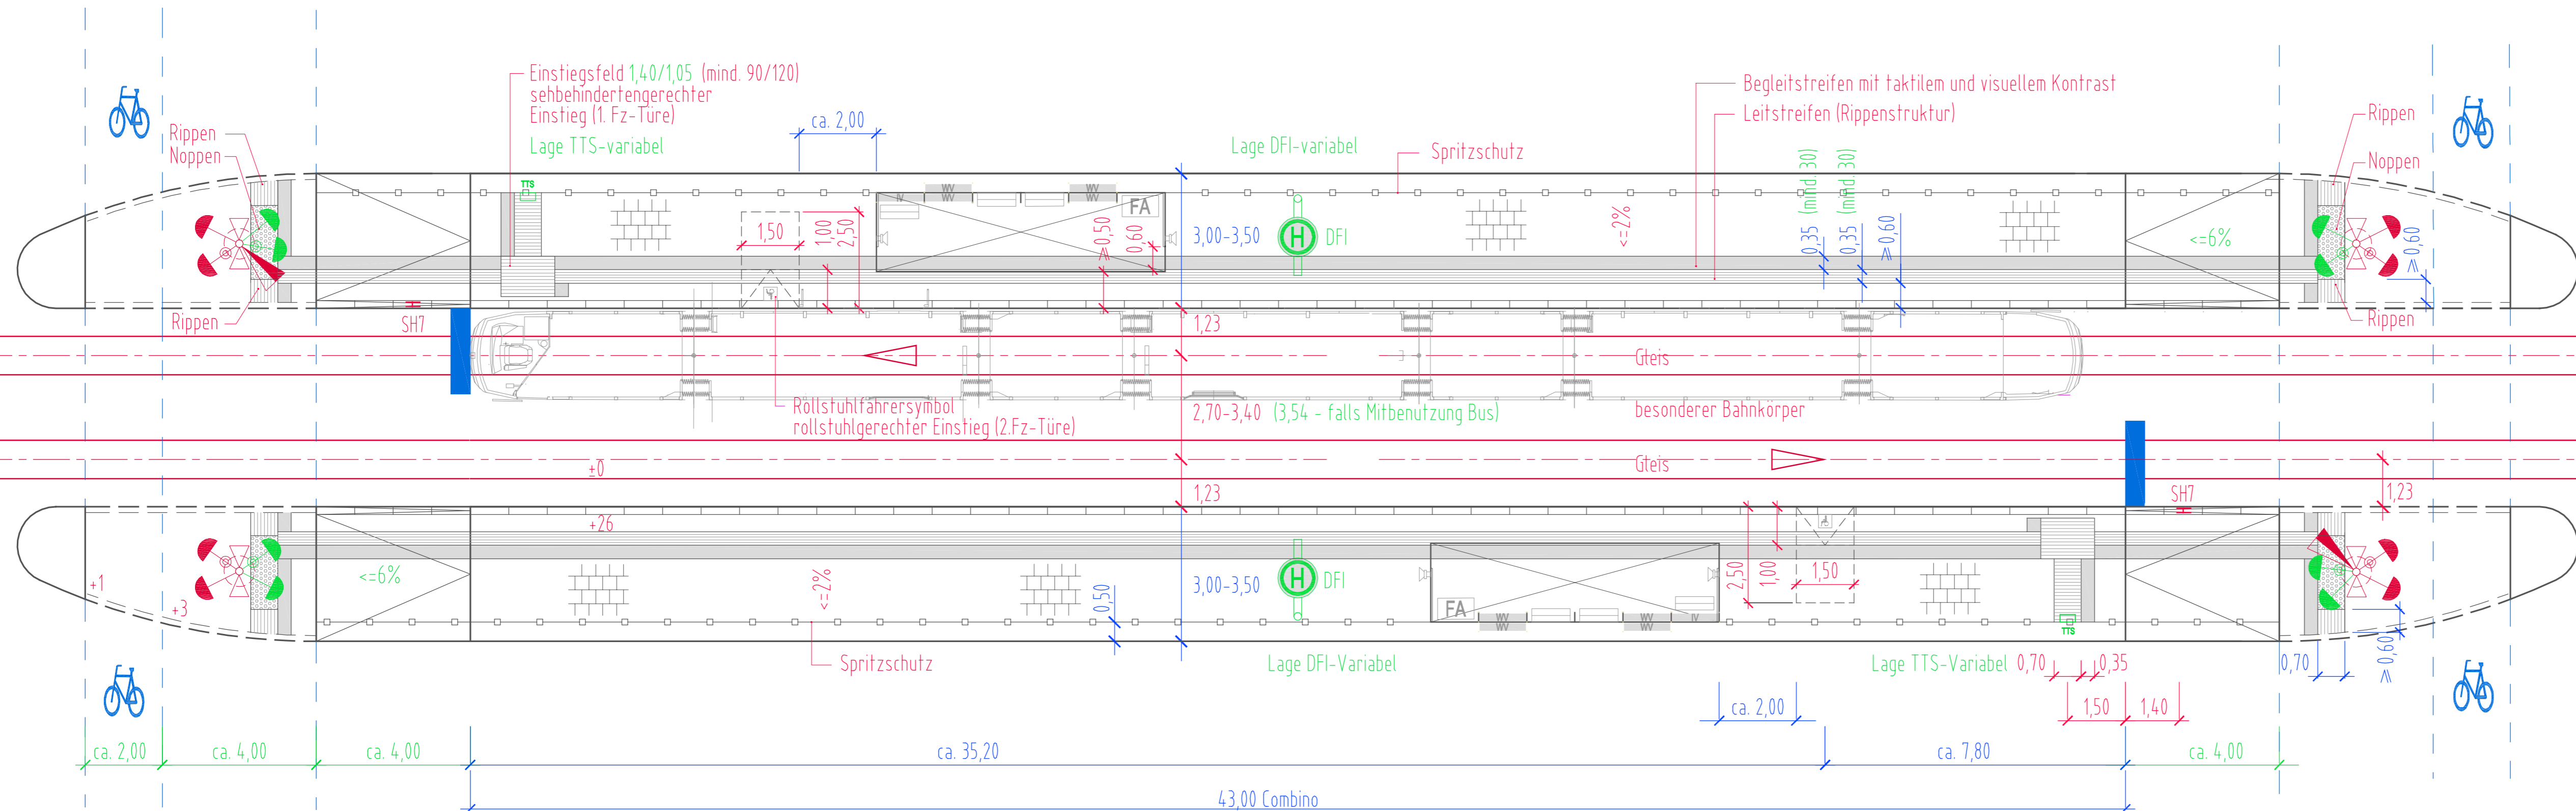 Einstiegsfeld 1,40/1,05 (mind. 90/120)
sehbehindertengerechter
Einstieg (1. Fz-Türe)
Lage TTS-variabel
ca. 2,00
Lage DFI-variabel
Spritzschutz
Begleitstreifen mit taktilem und visuellem Kontrast
Leitstreifen (Rippenstruktur)
Rippen
Noppen
Rippen
Noppen
TTS
WV
WV
IV
FA
1,50
1,00
2,50
≥0,50
0,60
3,00-3,50
H
DFI
<=2%
0,35
(mind.30)
0,35
(mind.30)
≥0,60
<=6%
≥0,60
Rippen
Rippen
SH7
H
1,23
Gleis
Rollstuhlfahrersymbol
rollstuhlgerechter Einstieg (2.Fz-Türe)
2,70-3,40 (3,54 - falls Mitbenutzung Bus)
besonderer Bahnkörper
±0
Gleis
1,23
SH7
H
1,23
+26
+1
+3
<=6%
<=2%
0,50
3,00-3,50
H
DFI
FA
WV
WV
IV
2,50
1,00
1,50
TTS
Spritzschutz
Lage DFI-Variabel
Lage TTS-Variabel
0,70
0,35
0,70
≥0,60
ca. 2,00
1,50
1,40
ca. 2,00
ca. 4,00
ca. 4,00
ca. 35,20
ca. 7,80
ca. 4,00
43,00 Combino